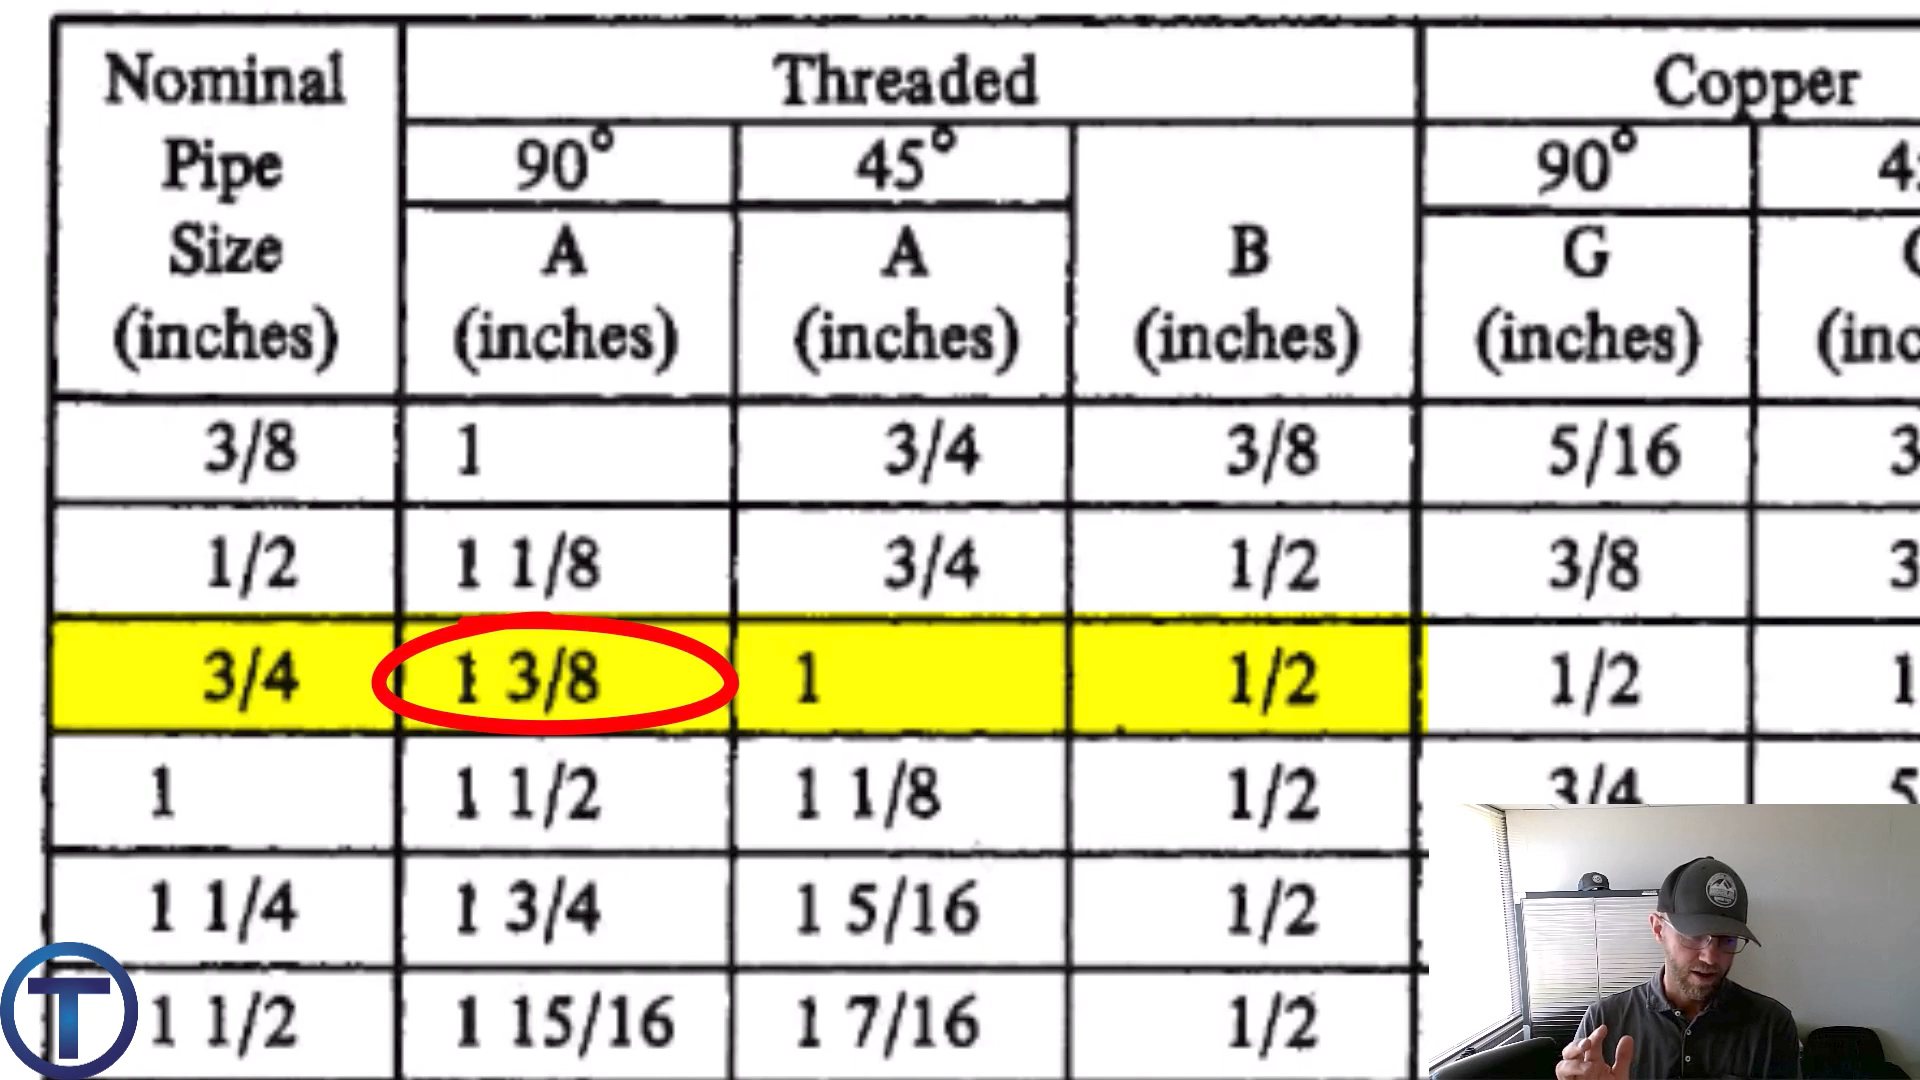 Nominal Pipe Size (inches) Threaded Copper
90° 45° B (inches) 90°
A (inches) A (inches) G (inches)
3/8 1 3/4 3/8 5/16
1/2 1 1/8 3/4 1/2 3/8
3/4 1 3/8 1 1/2 1/2
1 1 1/2 1 1/8 1/2 3/4
1 1/4 1 3/4 1 5/16 1/2
1 1/2 1 15/16 1 7/16 1/2
T